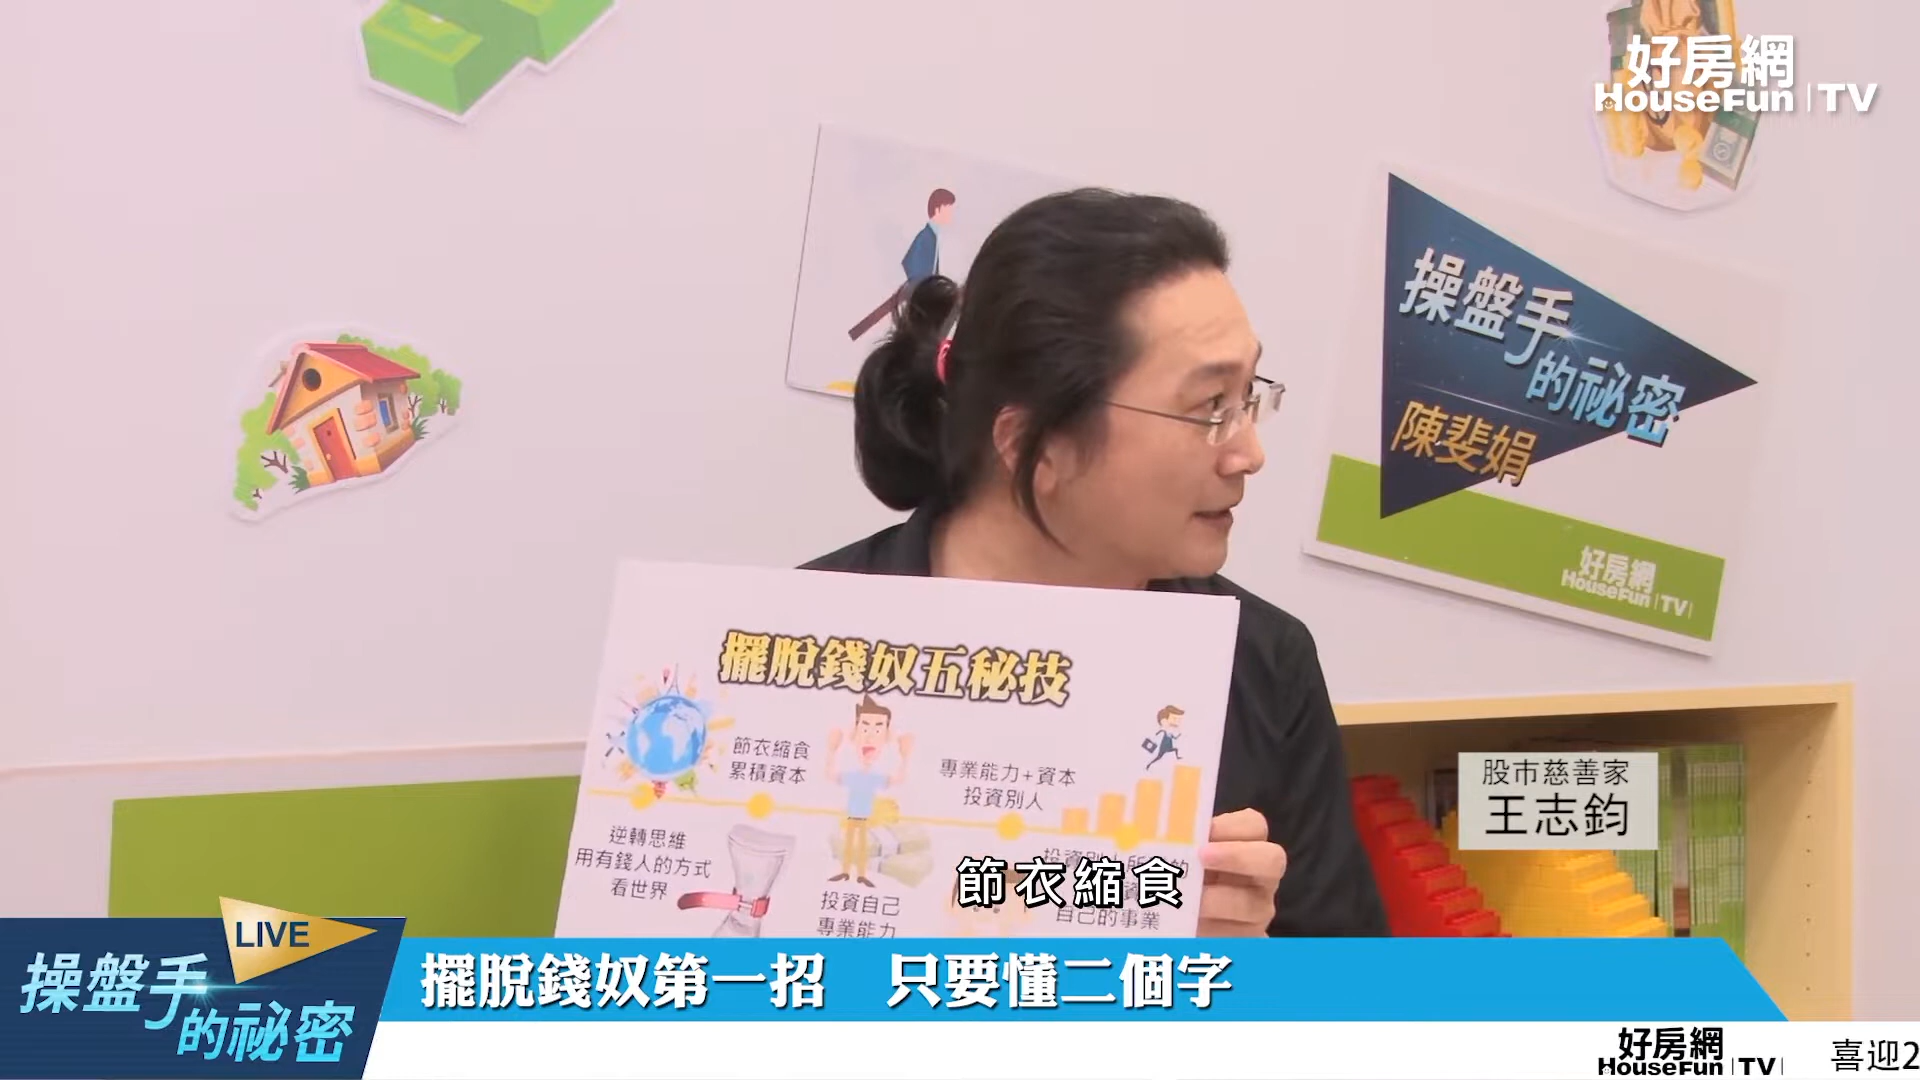 好房網
HouseFun TV
操盤手
的祕密
陳斐娟
好房網
HouseFun TV
擺脫錢奴五秘技
節衣縮食
累積資本
專業能力+資本
投資別人
逆轉思維
用有錢人的方式
看世界
投資自己
專業能力
自己的事業
節衣縮食
股市慈善家
王志鈞
LIVE
操盤手
的祕密
擺脫錢奴第一招 只要懂二個字
好房網
HouseFun TV
喜迎2